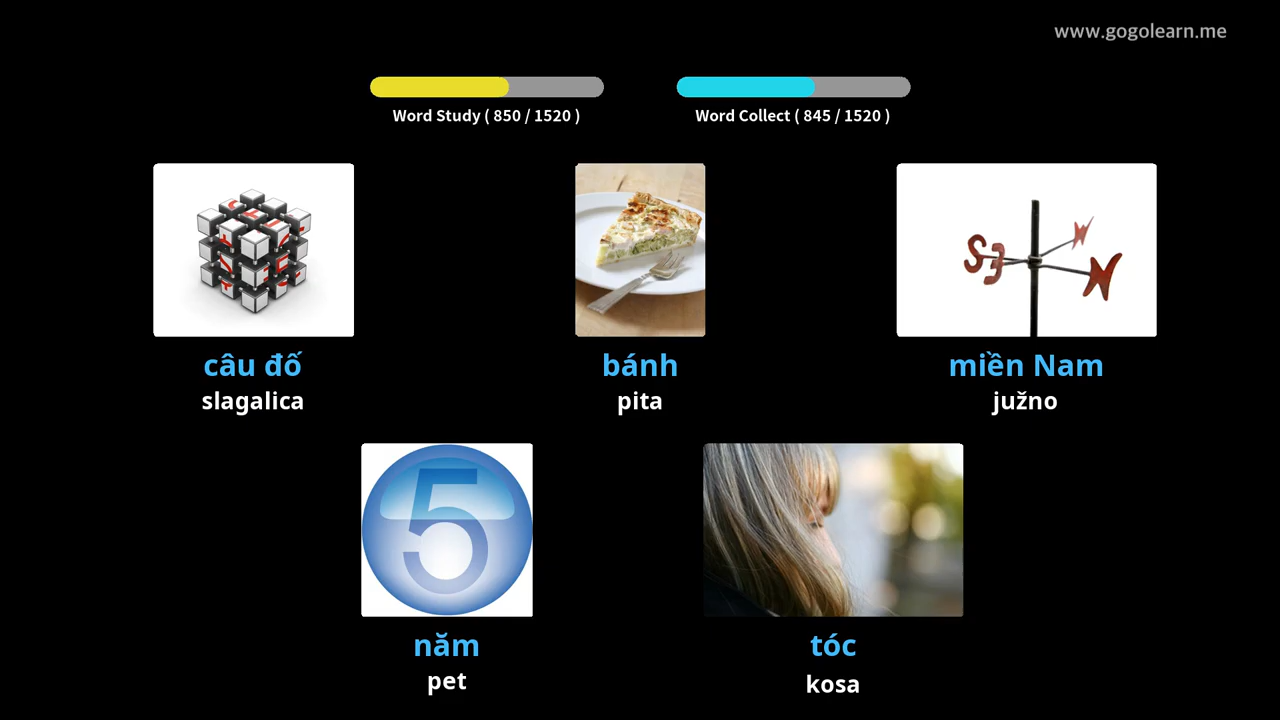 www.gogolearn.me
Word Study ( 850 / 1520 )
Word Collect ( 845 / 1520 )
câu đố
slagalica
bánh
pita
miền Nam
južno
S E N
5
năm
pet
tóc
kosa